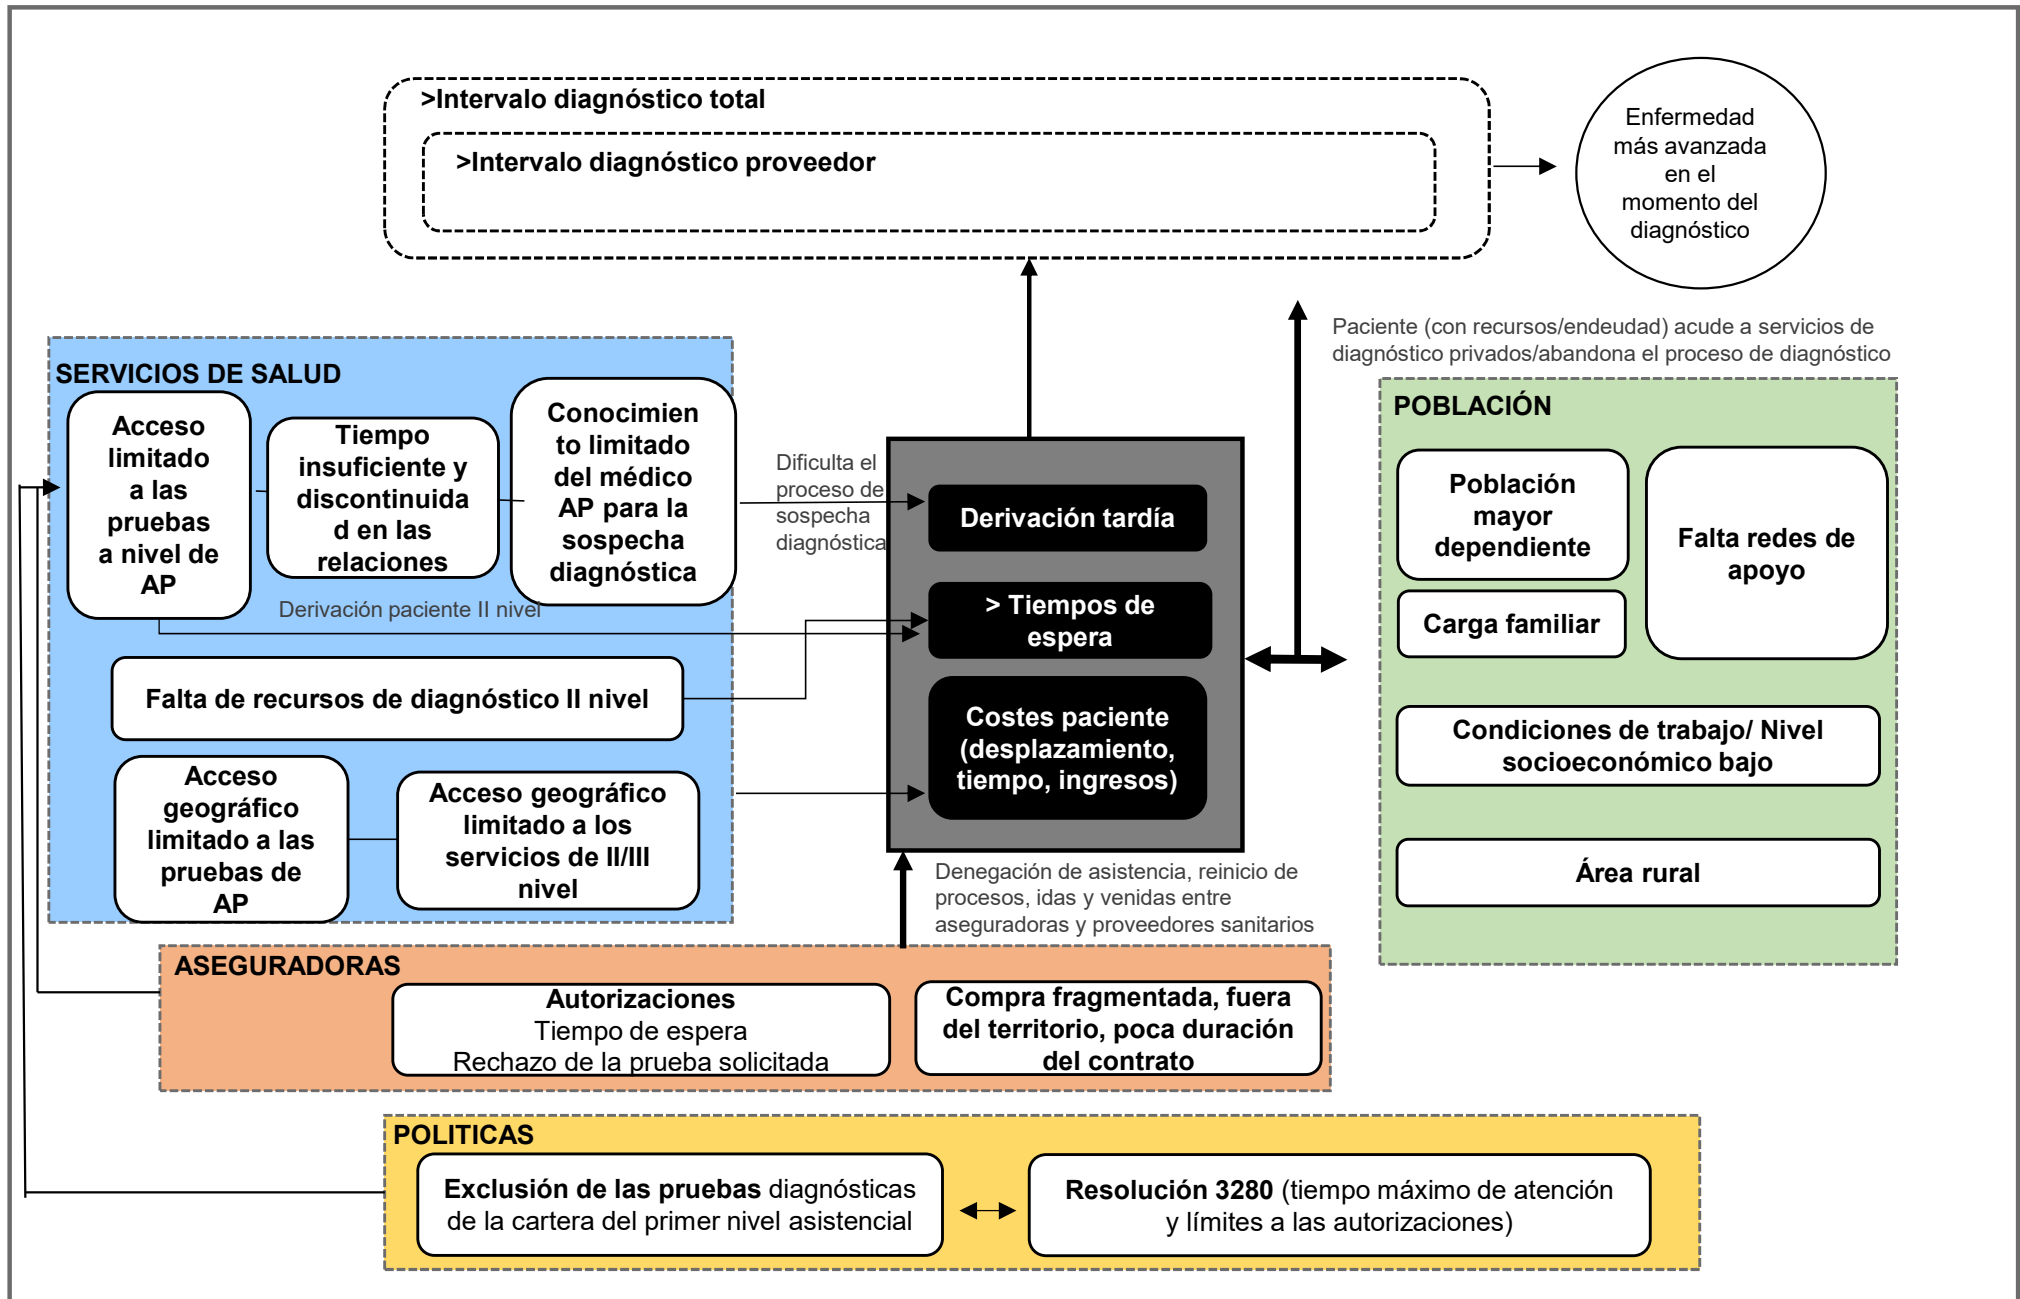 >Intervalo diagnóstico total
>Intervalo diagnóstico proveedor
Enfermedad
más avanzada
en el
momento del
diagnóstico
Paciente (con recursos/endeudad) acude a servicios de
diagnóstico privados/abandona el proceso de diagnóstico
SERVICIOS DE SALUD
Acceso
limitado
a las
pruebas
a nivel de
AP
Tiempo
insuficiente y
discontinuida
d en las
relaciones
Conocimien
to limitado
del médico
AP para la
sospecha
diagnóstica
Derivación paciente II nivel
Falta de recursos de diagnóstico II nivel
Acceso
geográfico
limitado a las
pruebas de
AP
Acceso geográfico
limitado a los
servicios de II/III
nivel
Dificulta el
proceso de
sospecha
diagnóstica
Derivación tardía
> Tiempos de
espera
Costes paciente
(desplazamiento,
tiempo, ingresos)
Denegación de asistencia, reinicio de
procesos, idas y venidas entre
aseguradoras y proveedores sanitarios
POBLACIÓN
Población
mayor
dependiente
Falta redes de
apoyo
Carga familiar
Condiciones de trabajo/ Nivel
socioeconómico bajo
Área rural
ASEGURADORAS
Autorizaciones
Tiempo de espera
Rechazo de la prueba solicitada
Compra fragmentada, fuera
del territorio, poca duración
del contrato
POLITICAS
Exclusión de las pruebas diagnósticas
de la cartera del primer nivel asistencial
Resolución 3280 (tiempo máximo de atención
y límites a las autorizaciones)